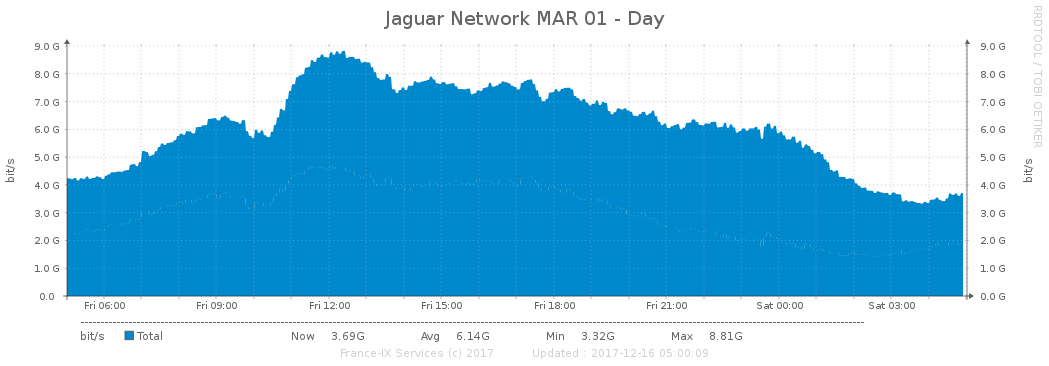 Jaguar Network MAR 01 - Day
RRDTOOL / TOBI OETIKER
9.0 G 9.0 G
8.0 G 8.0 G
7.0 G 7.0 G
6.0 G 6.0 G
5.0 G 5.0 G
bit/s bit/s
4.0 G 4.0 G
3.0 G 3.0 G
2.0 G 2.0 G
1.0 G 1.0 G
0.0 0.0 G
Fri 06:00 Fri 09:00 Fri 12:00 Fri 15:00 Fri 18:00 Fri 21:00 Sat 00:00 Sat 03:00
bit/s Total Now 3.69G Avg 6.14G Min 3.32G Max 8.81G
France-IX Services (c) 2017 Updated : 2017-12-16 05:00:09